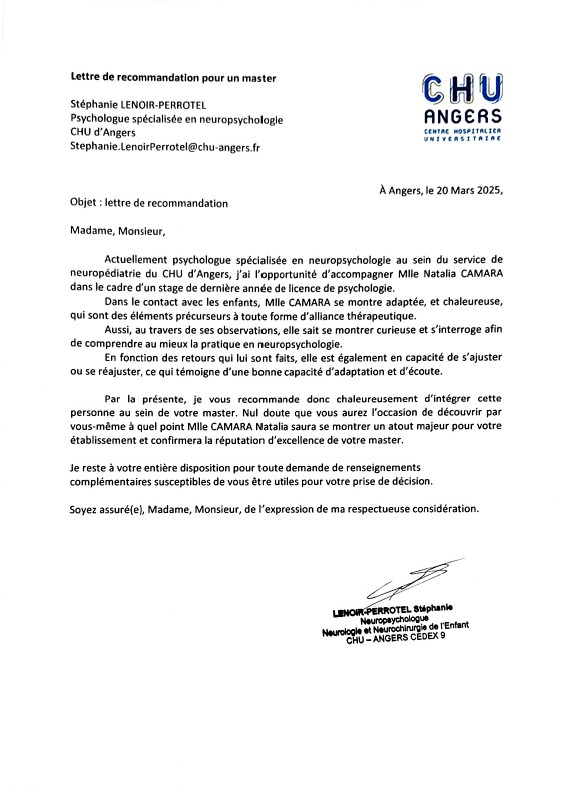 Lettre de recommandation pour un master
CHU
ANGERS
CENTRE HOSPITALIER
UNIVERSITAIRE
Stéphanie LENOIR-PERROTEL
Psychologue spécialisée en neuropsychologie
CHU d'Angers
Stephanie.LenoirPerrotel@chu-angers.fr
À Angers, le 20 Mars 2025,
Objet : lettre de recommandation
Madame, Monsieur,
Actuellement psychologue spécialisée en neuropsychologie au sein du service de
neuropédiatrie du CHU d'Angers, j'ai l'opportunité d'accompagner Mlle Natalia CAMARA
dans le cadre d'un stage de dernière année de licence de psychologie.
Dans le contact avec les enfants, Mlle CAMARA se montre adaptée, et chaleureuse,
qui sont des éléments précurseurs à toute forme d'alliance thérapeutique.
Aussi, au travers de ses observations, elle sait se montrer curieuse et s'interroge afin
de comprendre au mieux la pratique en neuropsychologie.
En fonction des retours qui lui sont faits, elle est également en capacité de s'ajuster
ou se réajuster, ce qui témoigne d'une bonne capacité d'adaptation et d'écoute.
Par la présente, je vous recommande donc chaleureusement d'intégrer cette
personne au sein de votre master. Nul doute que vous aurez l'occasion de découvrir par
vous-même à quel point Mlle CAMARA Natalia saura se montrer un atout majeur pour votre
établissement et confirmera la réputation d'excellence de votre master.
Je reste à votre entière disposition pour toute demande de renseignements
complémentaires susceptibles de vous être utiles pour votre prise de décision.
Soyez assuré(e), Madame, Monsieur, de l'expression de ma respectueuse considération.
LENOIR-PERROTEL Stéphanie
Neuropsychologue
Neurologie et Neurochirurgie de l'Enfant
CHU – ANGERS CEDEX 9